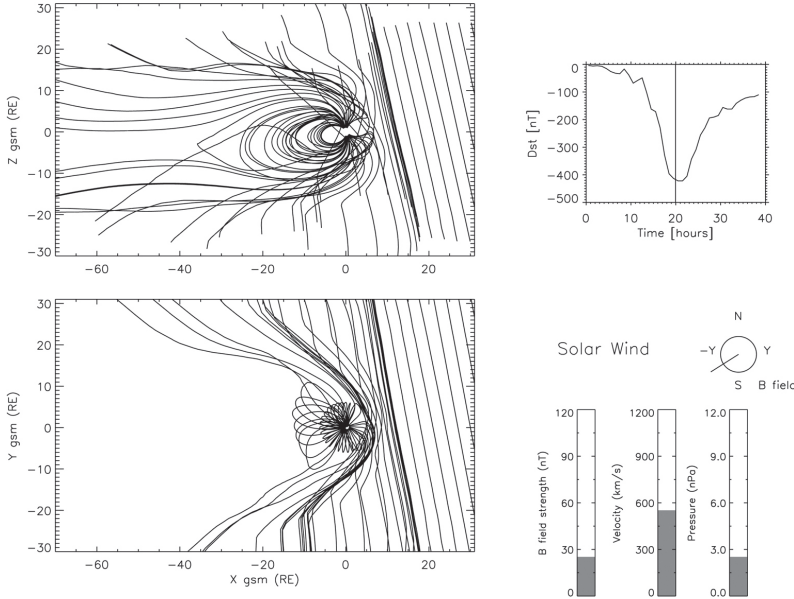 30
20
10
0
−10
−20
−30
Z gsm (RE)
−60 −40 −20 0 20
0
−100
−200
−300
−400
−500
Dst [nT]
0 10 20 30 40
Time [hours]
30
20
10
0
−10
−20
−30
Y gsm (RE)
−60 −40 −20 0 20
X gsm (RE)
Solar Wind
N
−Y Y
S B field
120
90
60
30
0
B field strength (nT)
1200
900
600
300
0
Velocity (km/s)
12.0
9.0
6.0
3.0
0.0
Pressure (nPa)